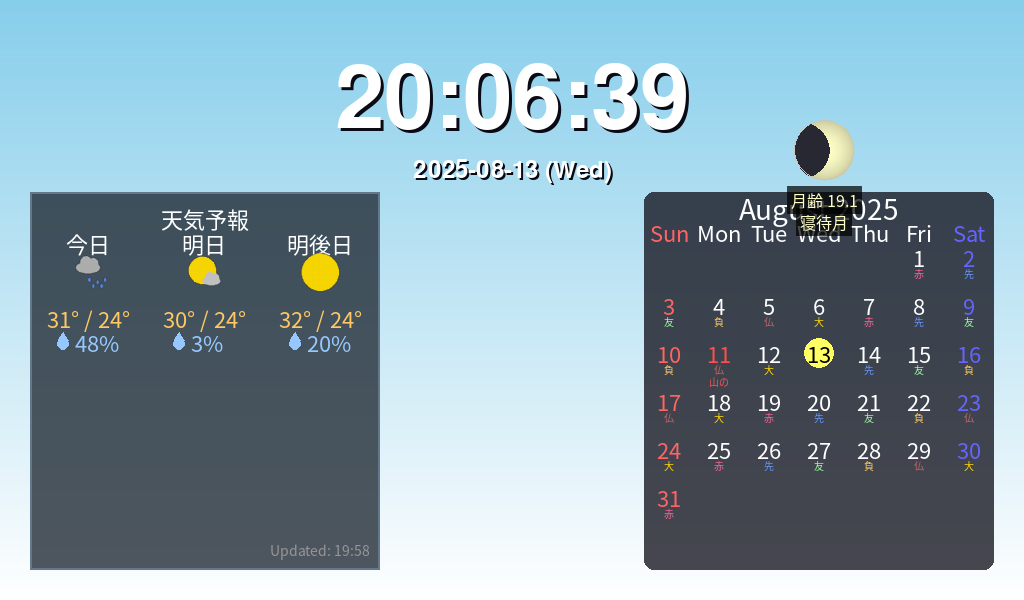 20:06:39
2025-08-13 (Wed)
天気予報
今日 明日 明後日
31° / 24° 30° / 24° 32° / 24°
48% 3% 20%
Updated: 19:58
月齢 19.1
寝待月
Aug 2025
Sun Mon Tue Wed Thu Fri Sat
1 2
赤 先
3 4 5 6 7 8 9
友 負 仏 大 赤 先 友
10 11 12 13 14 15 16
負 仏 大 先 友 負
山の
17 18 19 20 21 22 23
仏 大 赤 先 友 負 仏
24 25 26 27 28 29 30
大 赤 先 友 負 仏 大
31
赤